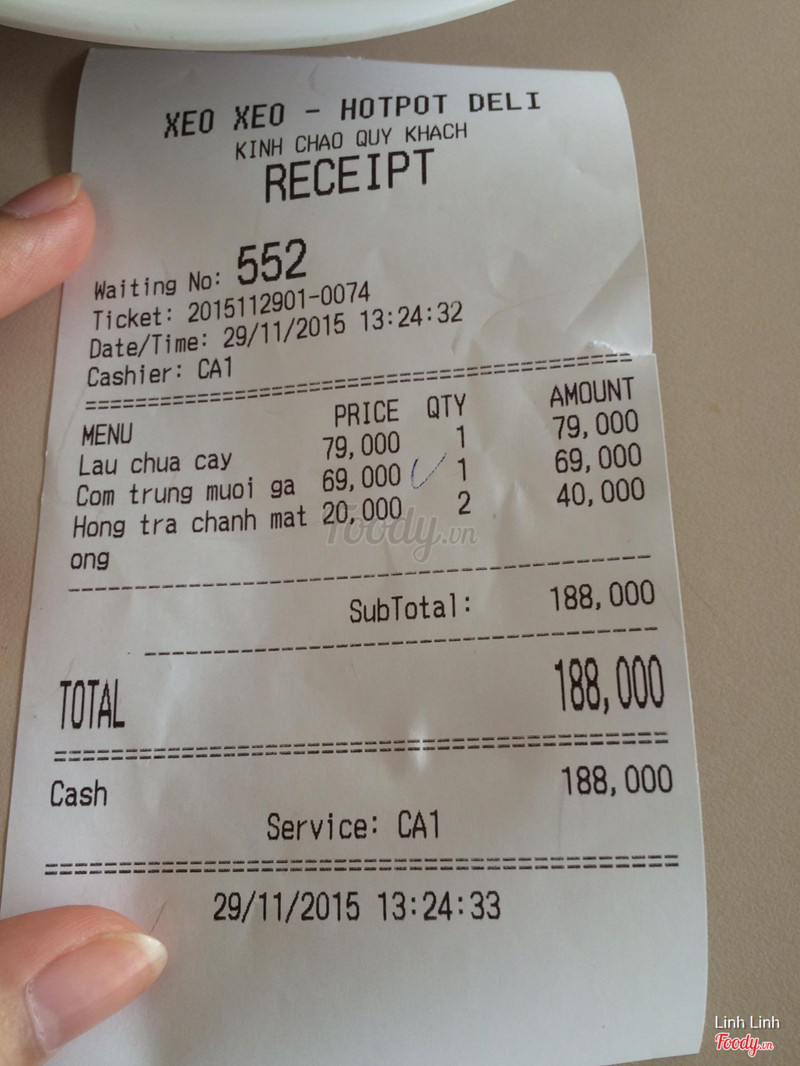 XEO XEO - HOTPOT DELI
KINH CHAO QUY KHACH
RECEIPT
Waiting No: 552
Ticket: 2015112901-0074
Date/Time: 29/11/2015 13:24:32
Cashier: CA1
MENU PRICE QTY AMOUNT
Lau chua cay 79,000 1 79,000
Com trung muoi ga 69,000 1 69,000
Hong tra chanh mat 20,000 2 40,000
ong
Foody.vn
SubTotal: 188,000
TOTAL 188,000
Cash 188,000
Service: CA1
29/11/2015 13:24:33
Linh Linh
Foody.vn